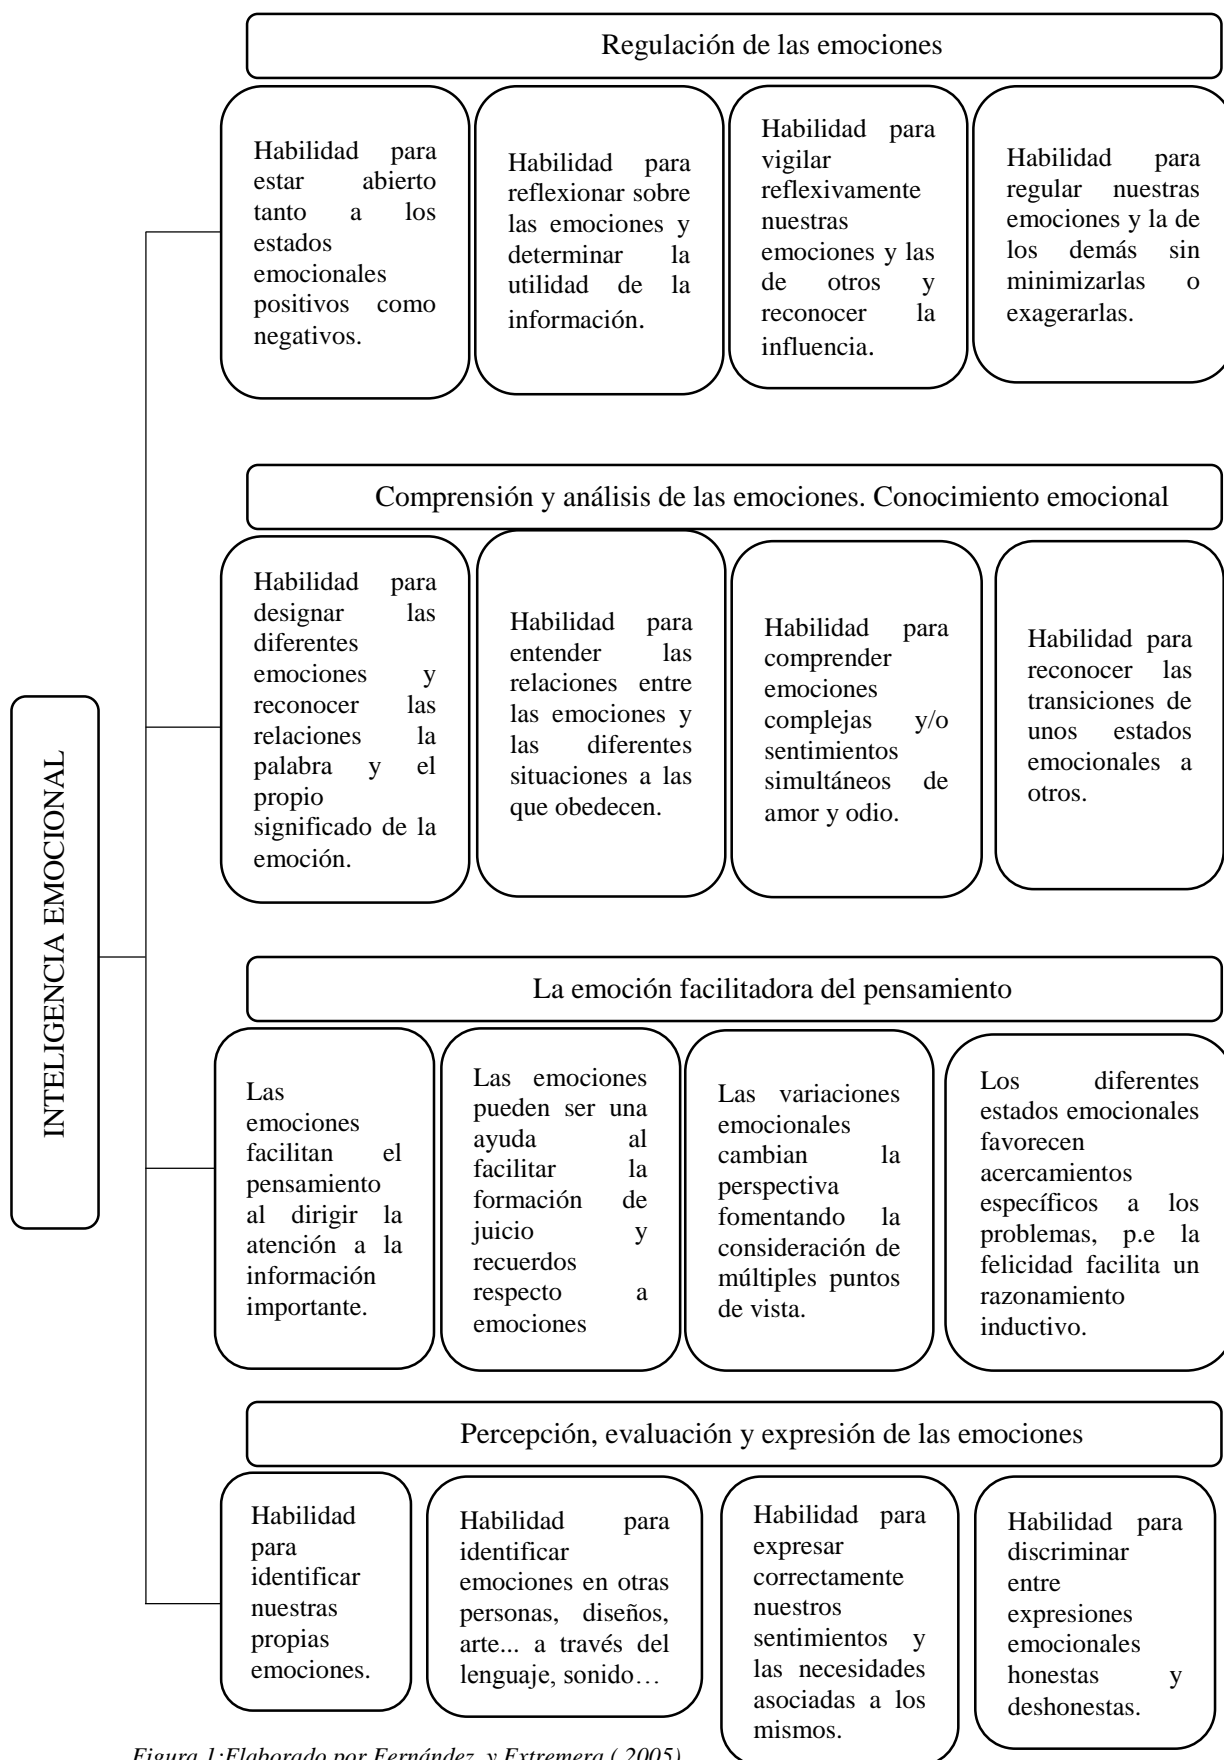 Regulación de las emociones
Habilidad para
estar abierto
tanto a los
estados
emocionales
positivos como
negativos.
Habilidad para
reflexionar sobre
las emociones y
determinar la
utilidad de la
información.
Habilidad para
vigilar
reflexivamente
nuestras
emociones y las
de otros y
reconocer la
influencia.
Habilidad para
regular nuestras
emociones y la de
los demás sin
minimizarlas o
exagerarlas.
Comprensión y análisis de las emociones. Conocimiento emocional
Habilidad para
designar las
diferentes
emociones y
reconocer las
relaciones la
palabra y el
propio
significado de la
emoción.
Habilidad para
entender las
relaciones entre
las emociones y
las diferentes
situaciones a las
que obedecen.
Habilidad para
comprender
emociones
complejas y/o
sentimientos
simultáneos de
amor y odio.
Habilidad para
reconocer las
transiciones de
unos estados
emocionales a
otros.
INTELIGENCIA EMOCIONAL
La emoción facilitadora del pensamiento
Las
emociones
facilitan el
pensamiento
al dirigir la
atención a la
información
importante.
Las emociones
pueden ser una
ayuda al
facilitar la
formación de
juicio y
recuerdos
respecto a
emociones
Las variaciones
emocionales
cambian la
perspectiva
fomentando la
consideración de
múltiples puntos
de vista.
Los diferentes
estados emocionales
favorecen
acercamientos
específicos a los
problemas, p.e la
felicidad facilita un
razonamiento
inductivo.
Percepción, evaluación y expresión de las emociones
Habilidad
para
identificar
nuestras
propias
emociones.
Habilidad para
identificar
emociones en otras
personas, diseños,
arte... a través del
lenguaje, sonido…
Habilidad para
expresar
correctamente
nuestros
sentimientos y
las necesidades
asociadas a los
mismos.
Habilidad para
discriminar
entre
expresiones
emocionales
honestas y
deshonestas.
Figura 1:Elaborado por Fernández y Extremera ( 2005)